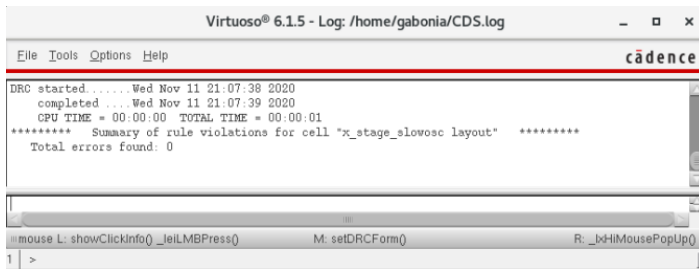 Virtuoso® 6.1.5 - Log: /home/gabonia/CDS.log
File Tools Options Help
cādence
DRC started.......Wed Nov 11 21:07:38 2020
completed ....Wed Nov 11 21:07:39 2020
CPU TIME = 00:00:00 TOTAL TIME = 00:00:01
********* Summary of rule violations for cell "x_stage_slowosc layout" *********
Total errors found: 0
mouse L: showClickInfo() _leiLMBPress() M: setDRCForm() R: _lxHiMousePopUp()
1 >